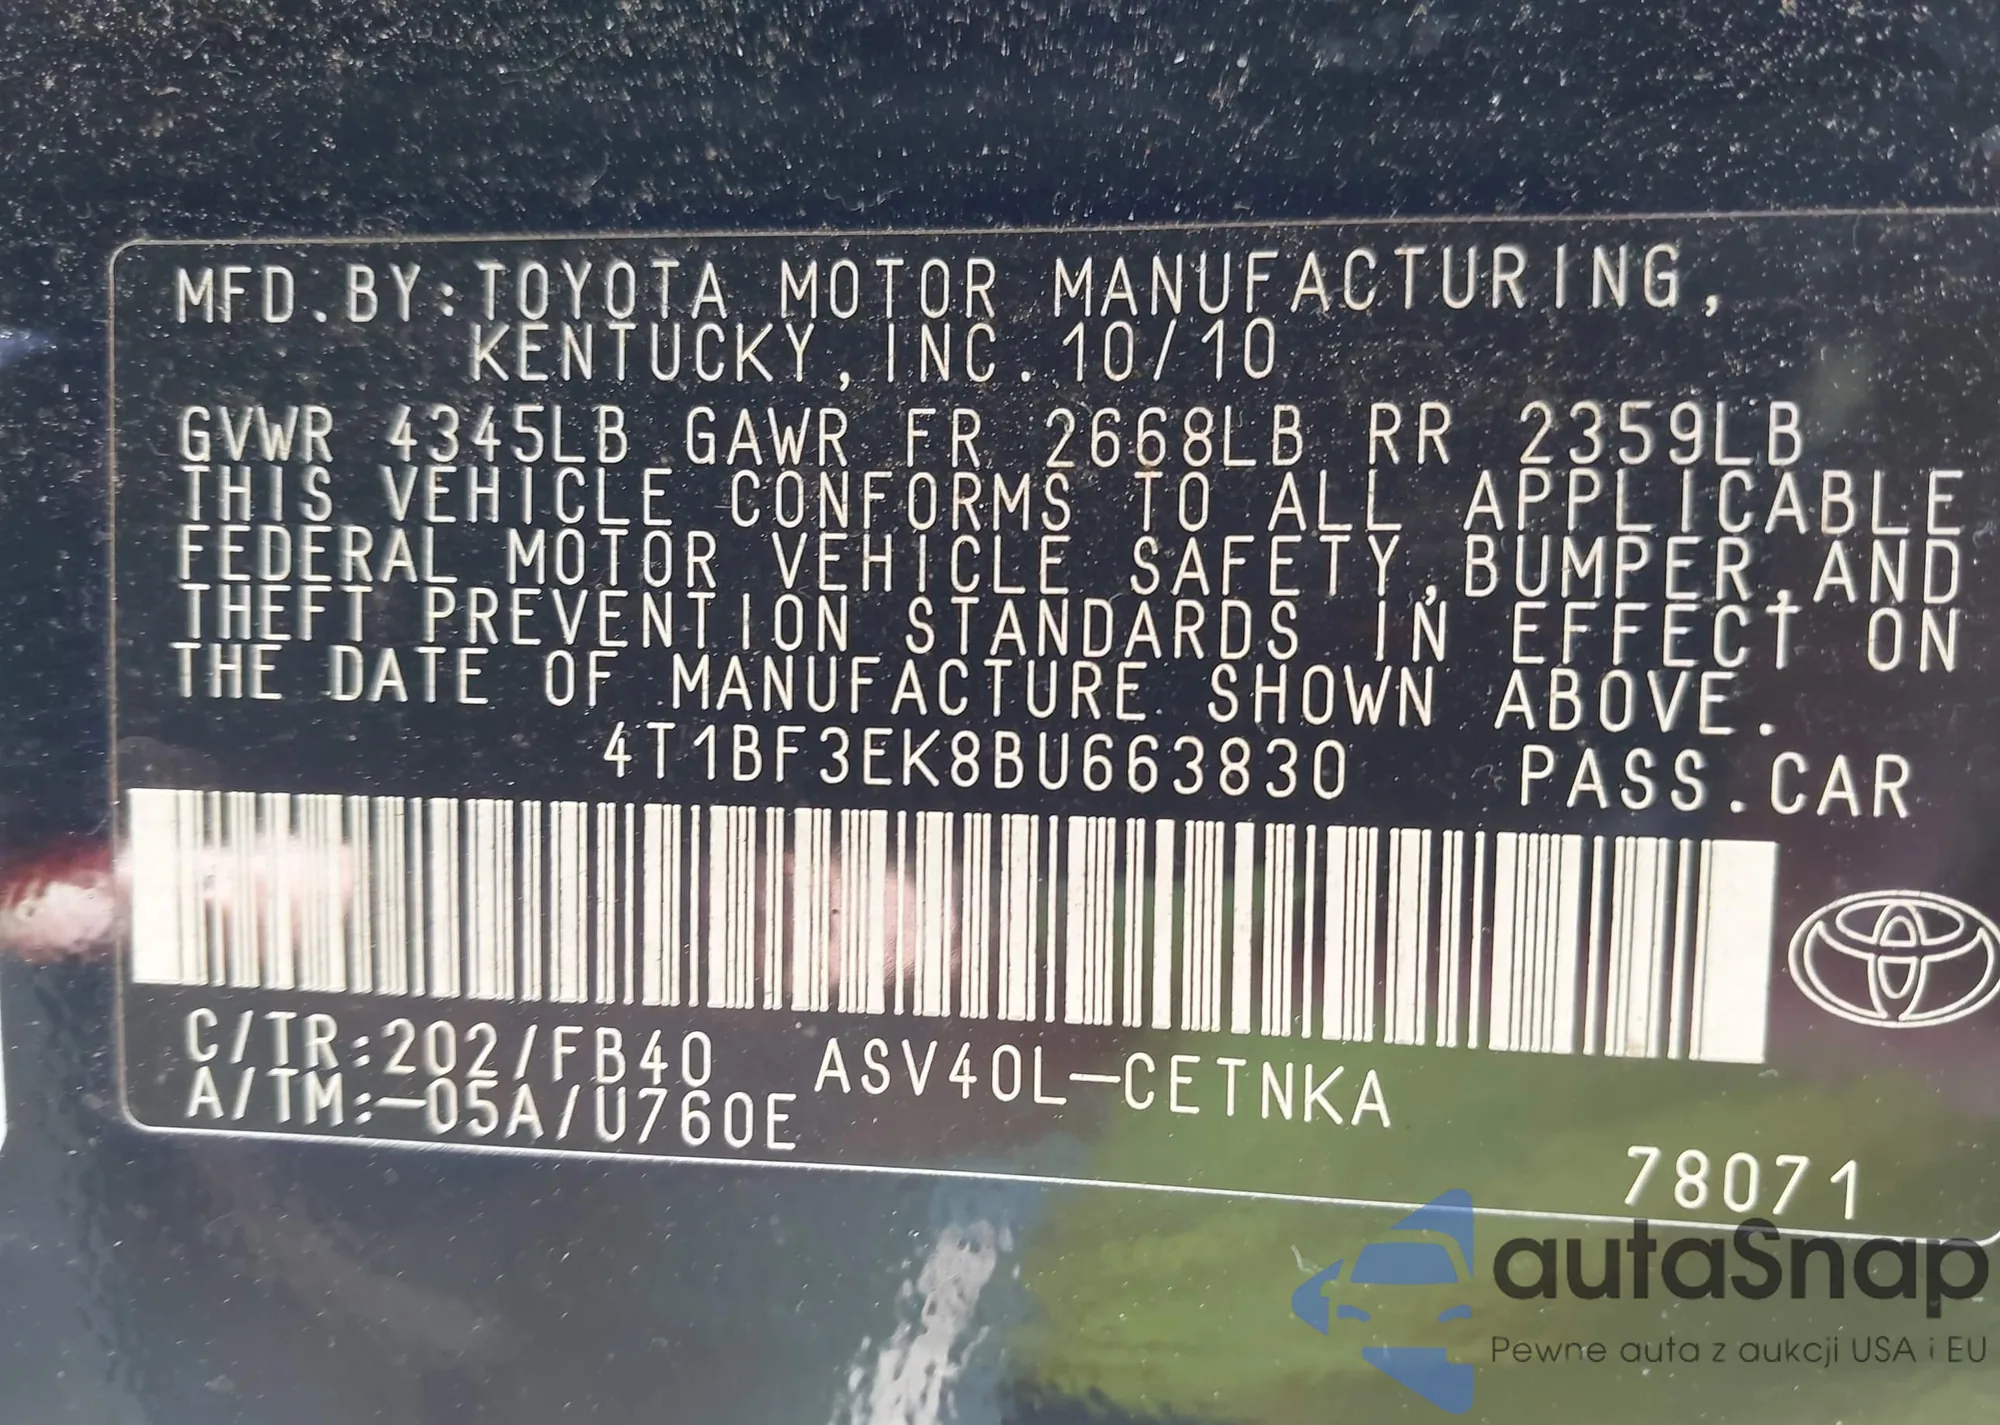 MFD.BY:TOYOTA MOTOR MANUFACTURING,
KENTUCKY, INC. 10/10
GVWR 4345LB GAWR FR 2668LB RR 2359LB
THIS VEHICLE CONFORMS TO ALL APPLICABLE
FEDERAL MOTOR VEHICLE SAFETY,BUMPER,AND
THEFT PREVENTION STANDARDS IN EFFECT ON
THE DATE OF MANUFACTURE SHOWN ABOVE.
4T1BF3EK8BU663830 PASS.CAR
C/TR:202/FB40 ASV40L-CETNKA
A/TM:-05A/U760E
78071
autaSnap
Pewne auta z aukcji USA i EU